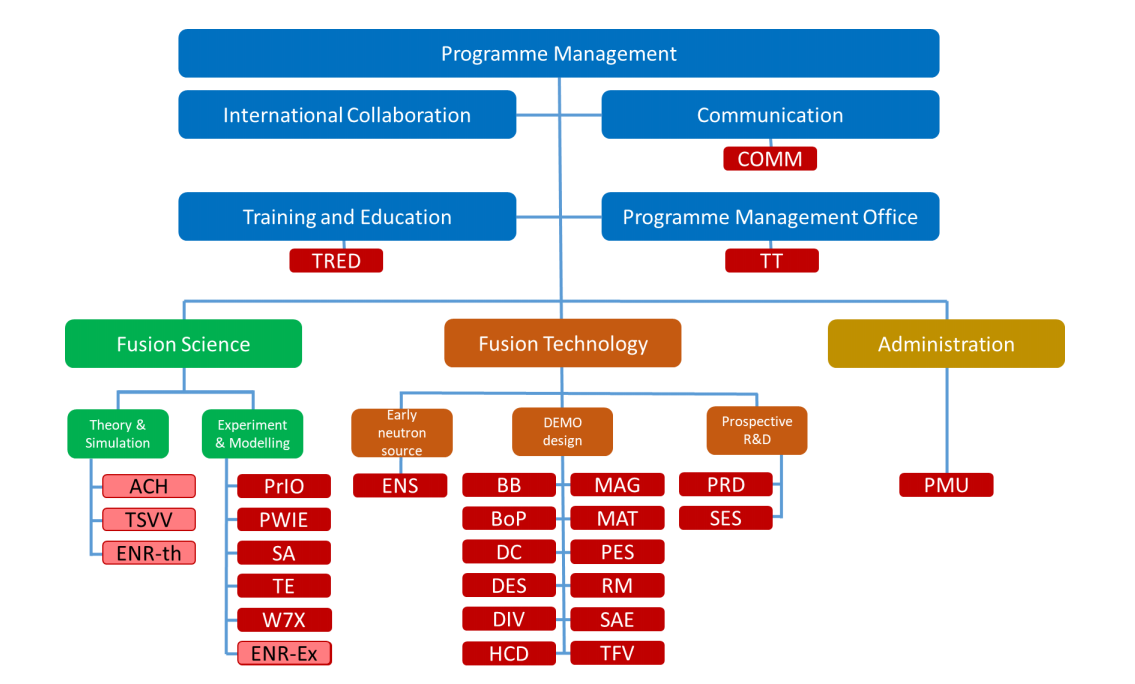 Programme Management
International Collaboration
Communication
COMM
Training and Education
Programme Management Office
TRED
TT
Fusion Science
Fusion Technology
Administration
Theory &
Simulation
Experiment
& Modelling
Early
neutron
source
DEMO
design
Prospective
R&D
ACH
TSVV
ENR-th
PrIO
PWIE
SA
TE
W7X
ENR-Ex
ENS
BB
BoP
DC
DES
DIV
HCD
MAG
MAT
PES
RM
SAE
TFV
PRD
SES
PMU